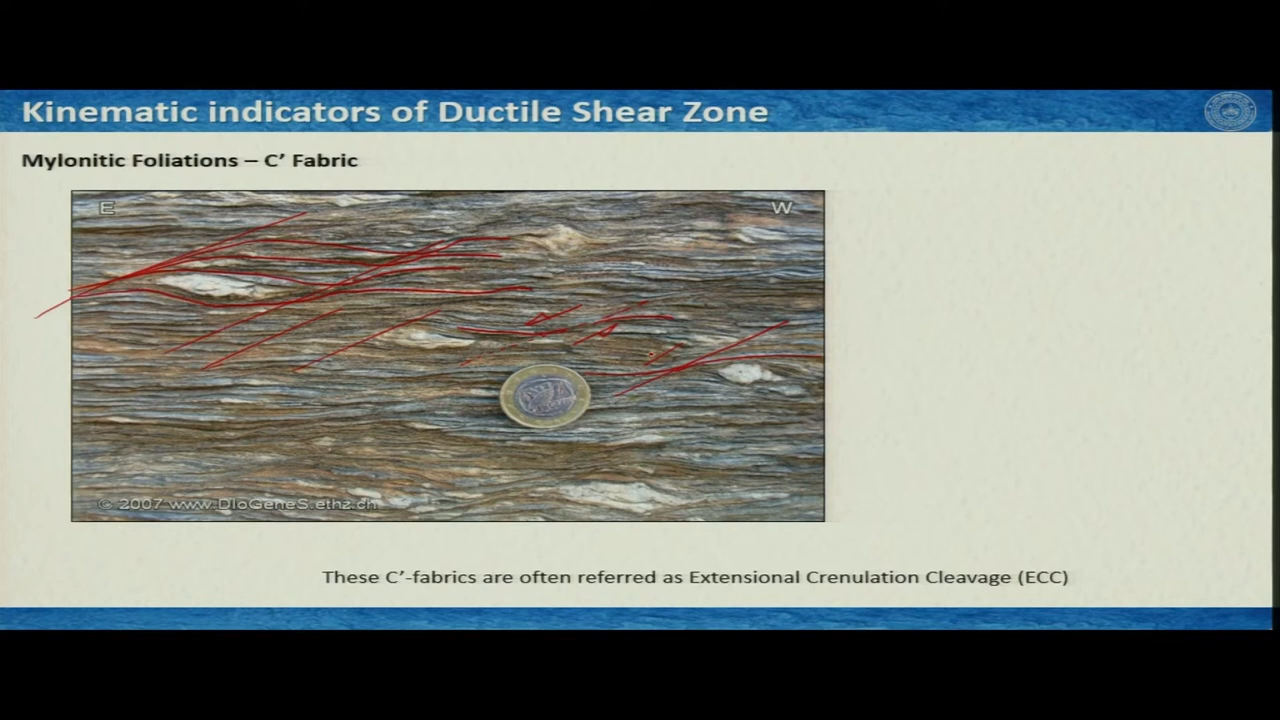 Kinematic indicators of Ductile Shear Zone
Mylonitic Foliations – C’ Fabric
E W
© 2007 www.DioGeneS.ethz.ch
These C’-fabrics are often referred as Extensional Crenulation Cleavage (ECC)